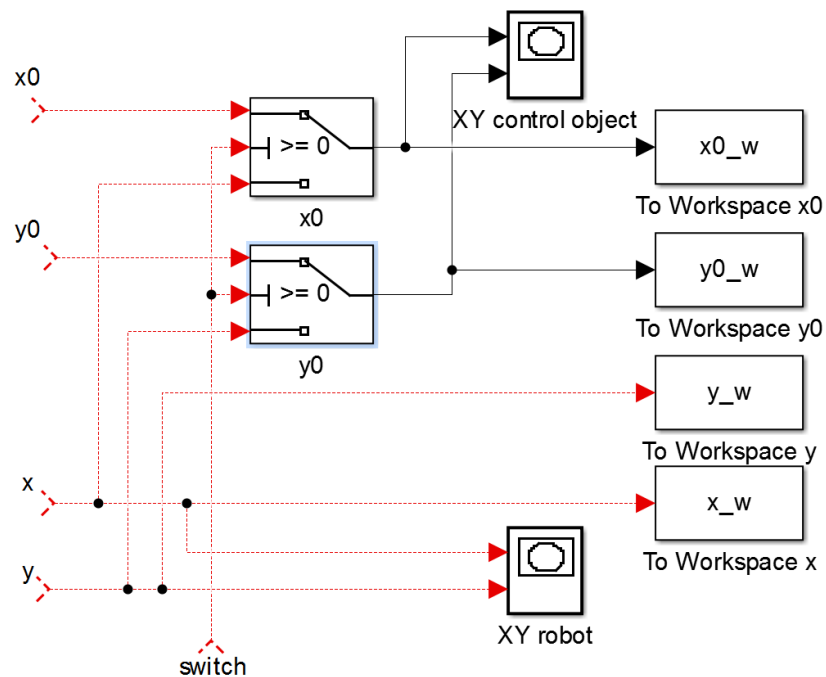 x0
XY control object
>= 0
x0_w
x0
To Workspace x0
y0
>= 0
y0_w
y0
To Workspace y0
y_w
To Workspace y
x
x_w
To Workspace x
y
XY robot
switch